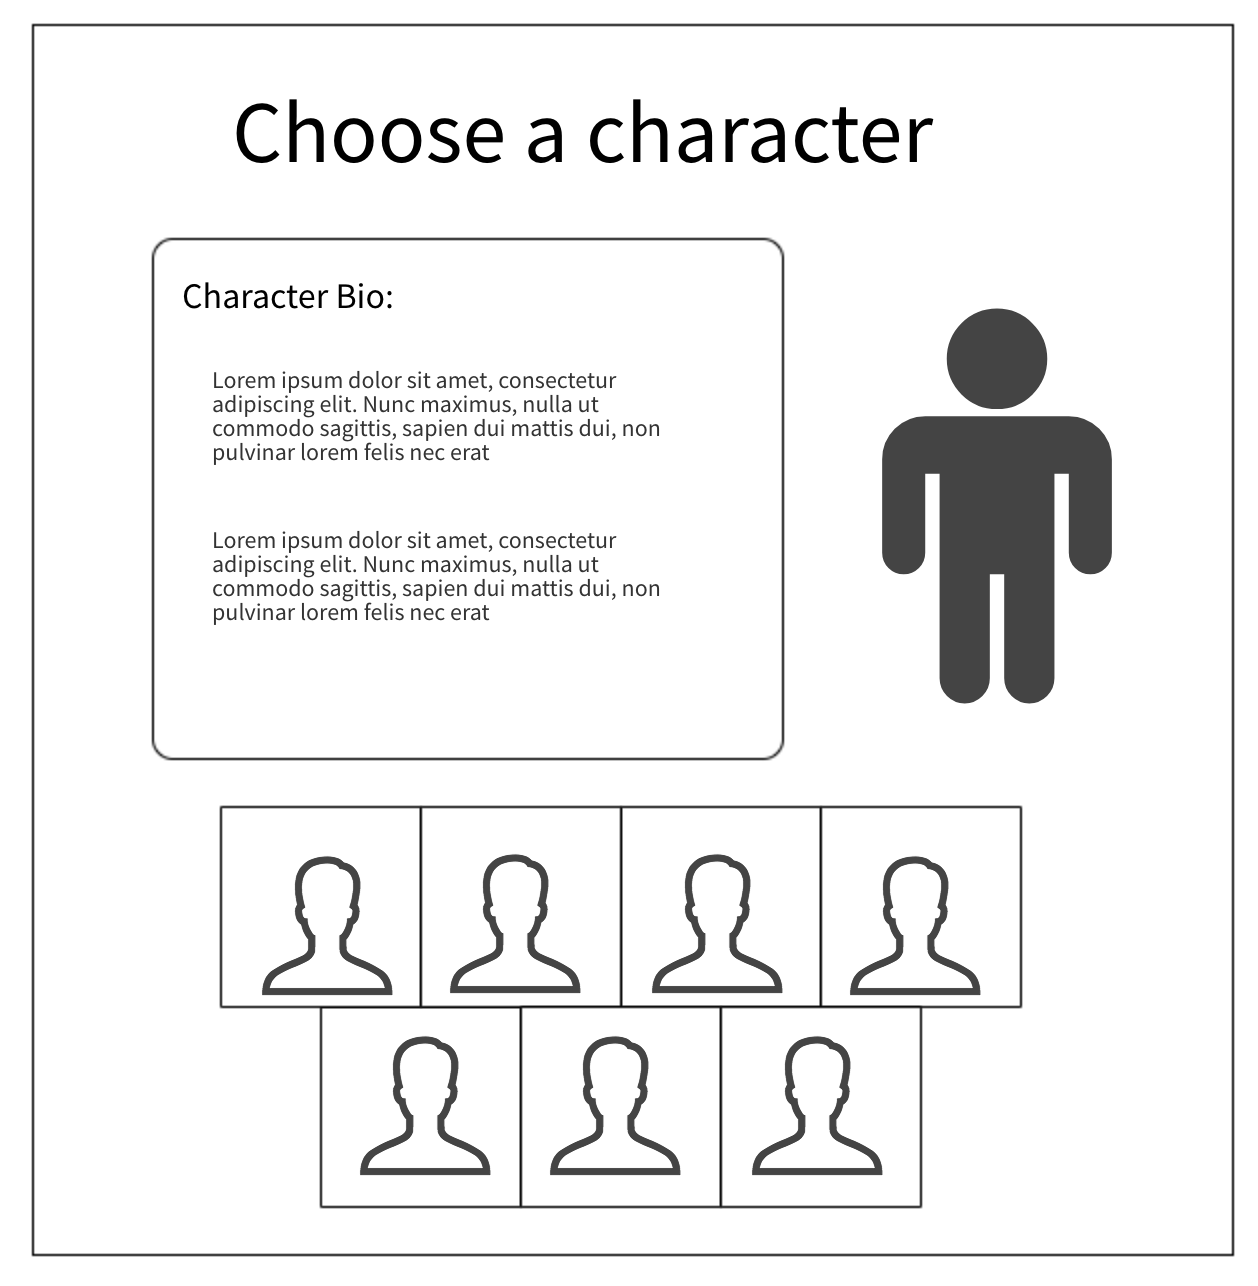 Choose a character
Character Bio:
Lorem ipsum dolor sit amet, consectetur
adipiscing elit. Nunc maximus, nulla ut
commodo sagittis, sapien dui mattis dui, non
pulvinar lorem felis nec erat
Lorem ipsum dolor sit amet, consectetur
adipiscing elit. Nunc maximus, nulla ut
commodo sagittis, sapien dui mattis dui, non
pulvinar lorem felis nec erat